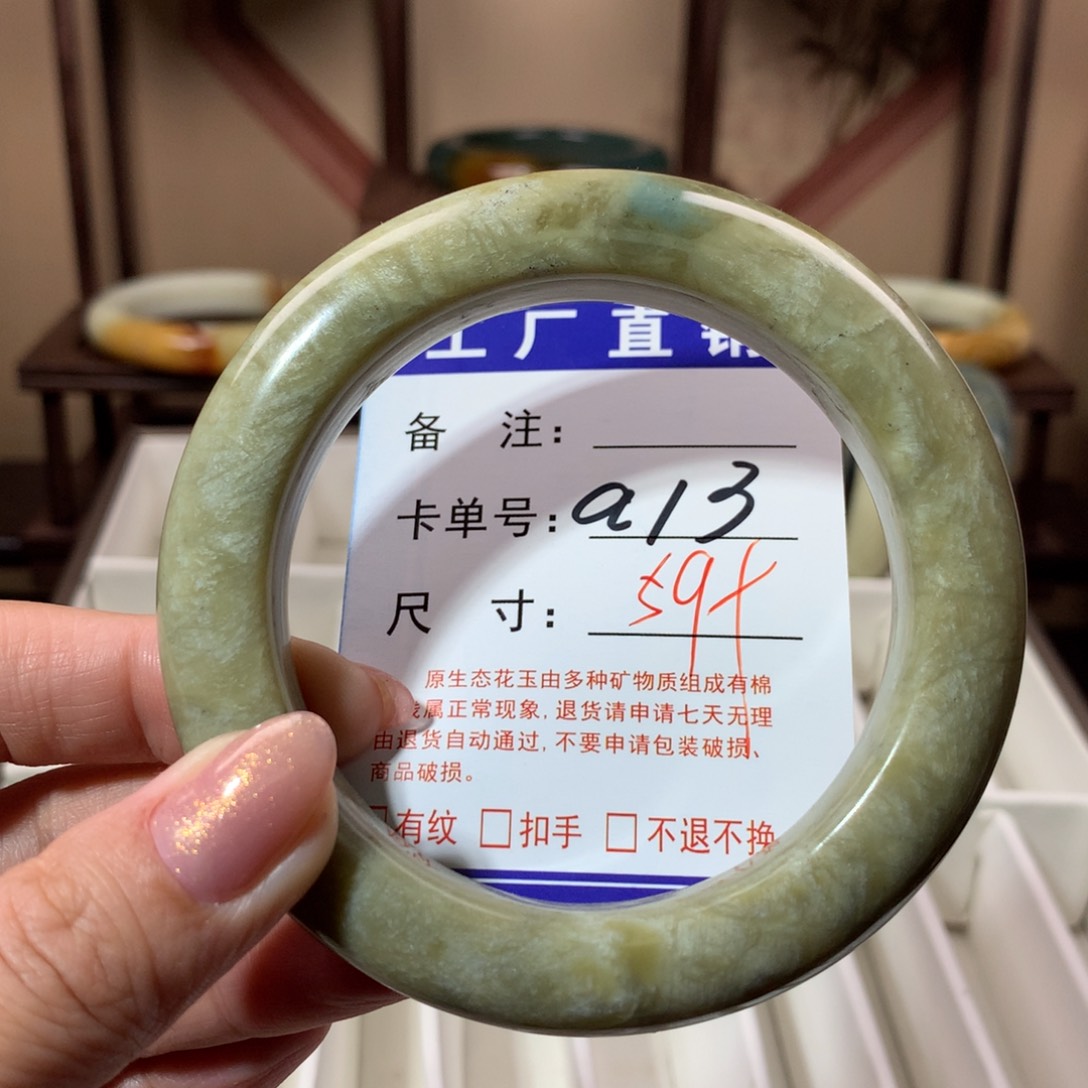 工厂直销
备 注：
卡单号：a13
尺 寸：59
原生态花玉由多种矿物质组成有棉
属正常现象，退货请申请七天无理
由退货自动通过，不要申请包装破损、
商品破损。
□有纹 □扣手 □不退不换